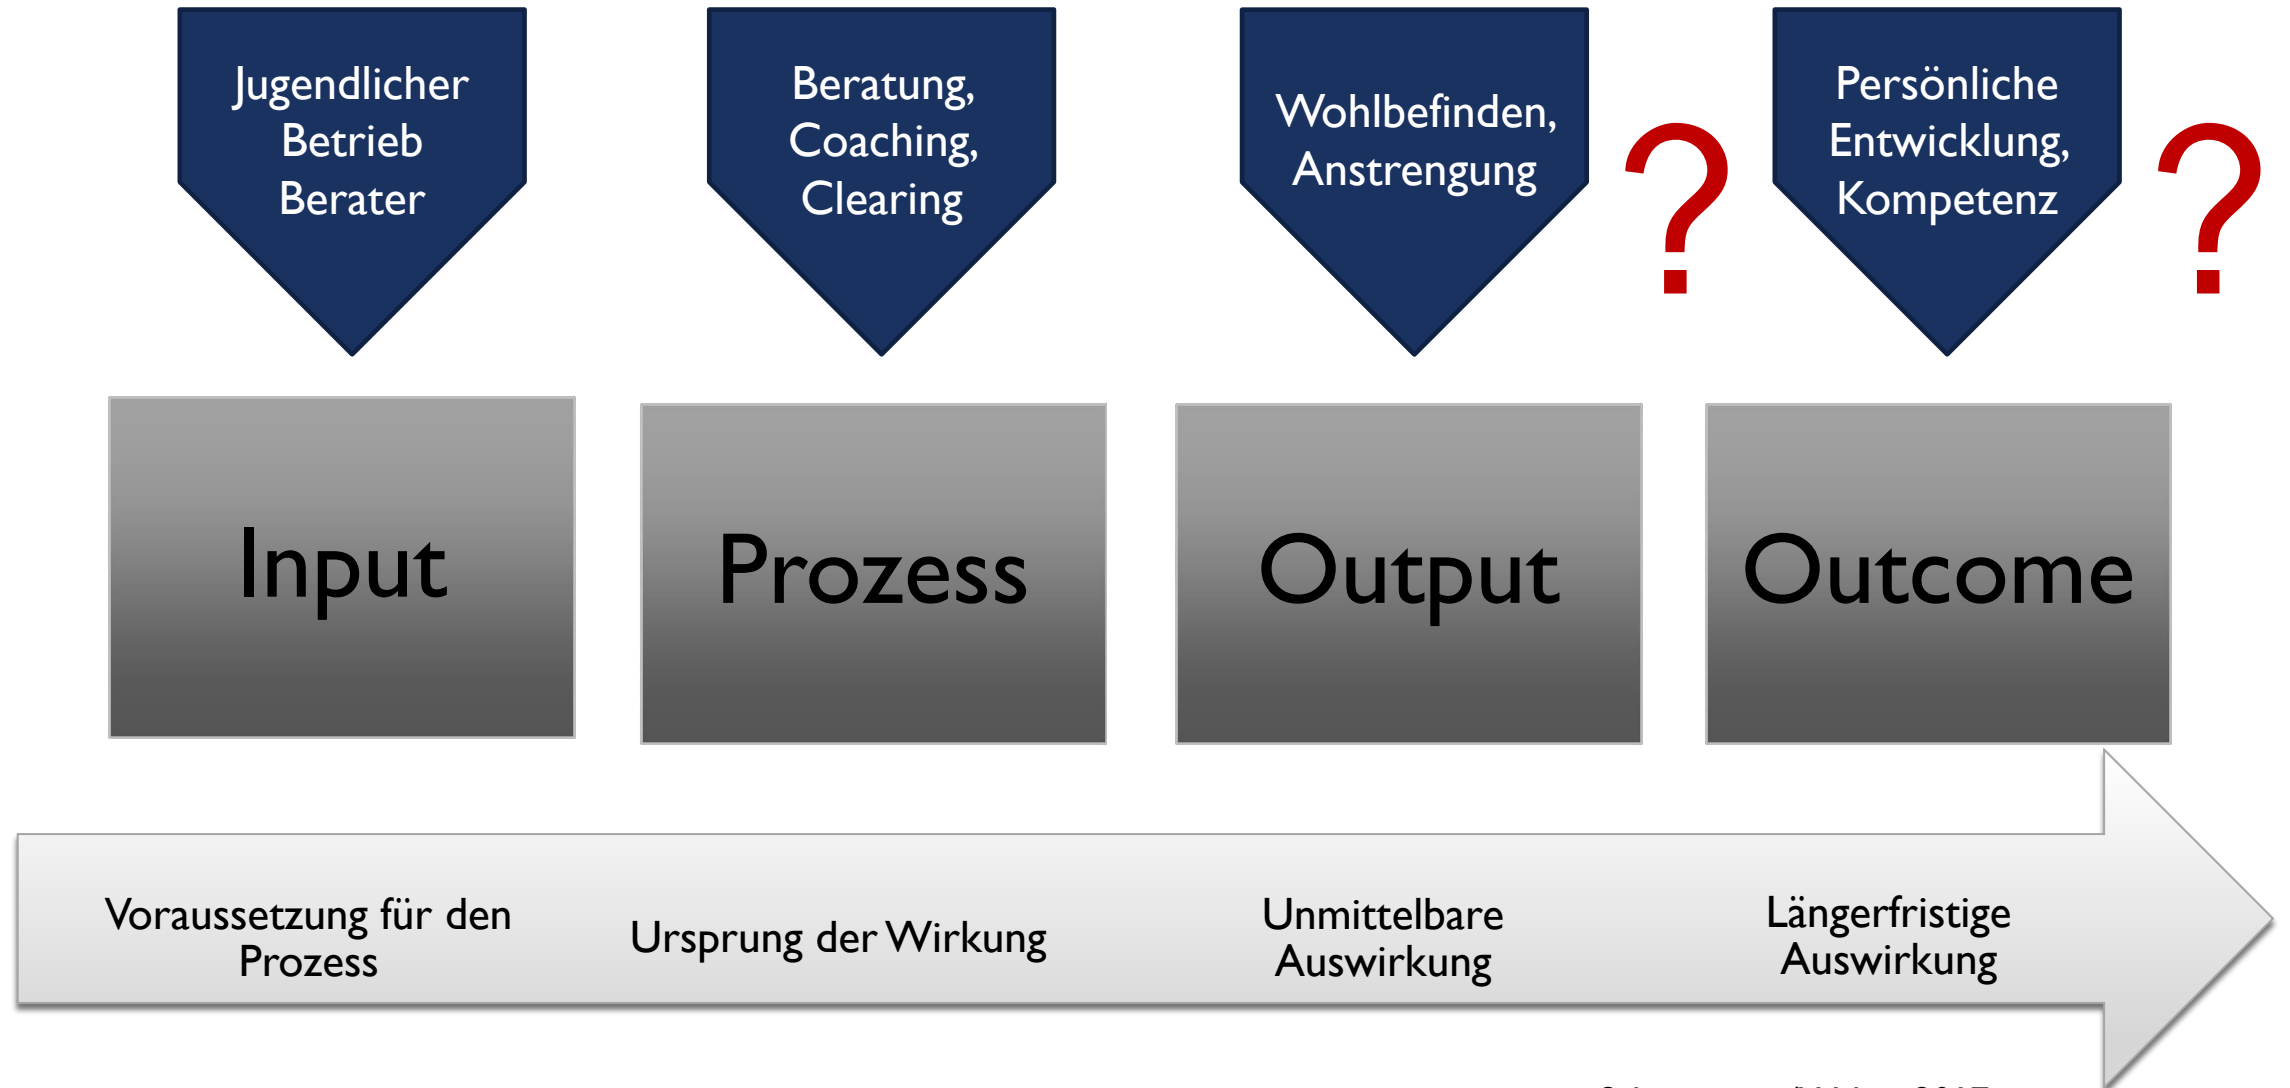 Jugendlicher
Betrieb
Berater
Beratung,
Coaching,
Clearing
Wohlbefinden,
Anstrengung
?
Persönliche
Entwicklung,
Kompetenz
?
Input
Prozess
Output
Outcome
Voraussetzung für den
Prozess
Ursprung der Wirkung
Unmittelbare
Auswirkung
Längerfristige
Auswirkung